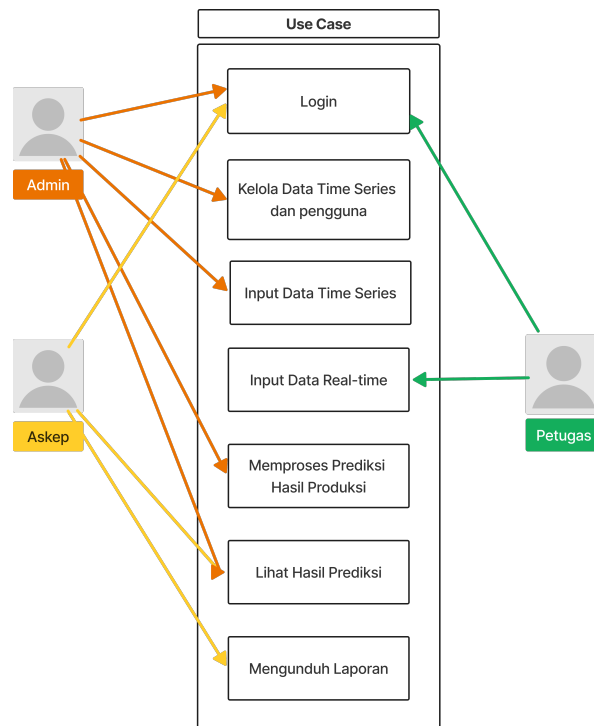 Use Case
Login
Admin
Kelola Data Time Series
dan pengguna
Input Data Time Series
Input Data Real-time
Askep
Petugas
Memproses Prediksi
Hasil Produksi
Lihat Hasil Prediksi
Mengunduh Laporan